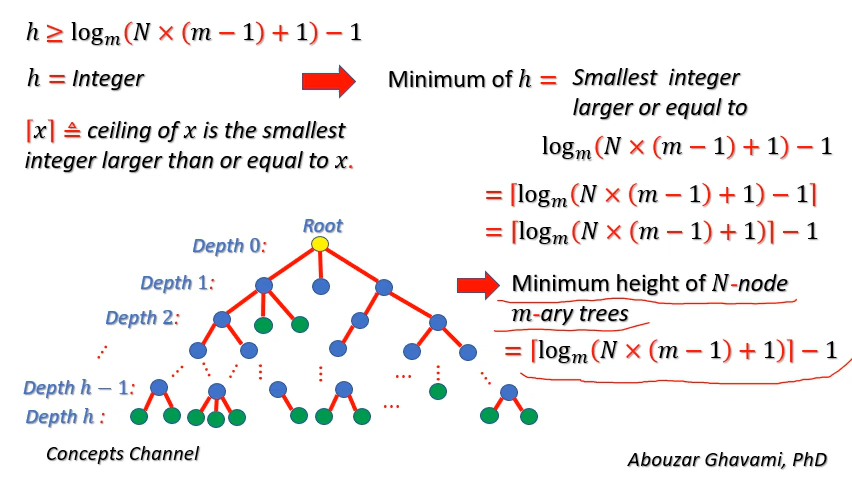 h ≥ log_m(N × (m − 1) + 1) − 1
h = Integer
Minimum of h = Smallest integer
larger or equal to
log_m(N × (m − 1) + 1) − 1
⌈x⌉ ≜ ceiling of x is the smallest
integer larger than or equal to x.
= ⌈log_m(N × (m − 1) + 1) − 1⌉
= ⌈log_m(N × (m − 1) + 1)⌉ − 1
Root
Depth 0:
Depth 1:
Depth 2:
Depth h − 1:
Depth h :
Minimum height of N-node
m-ary trees
= ⌈log_m(N × (m − 1) + 1)⌉ − 1
Concepts Channel
Abouzar Ghavami, PhD